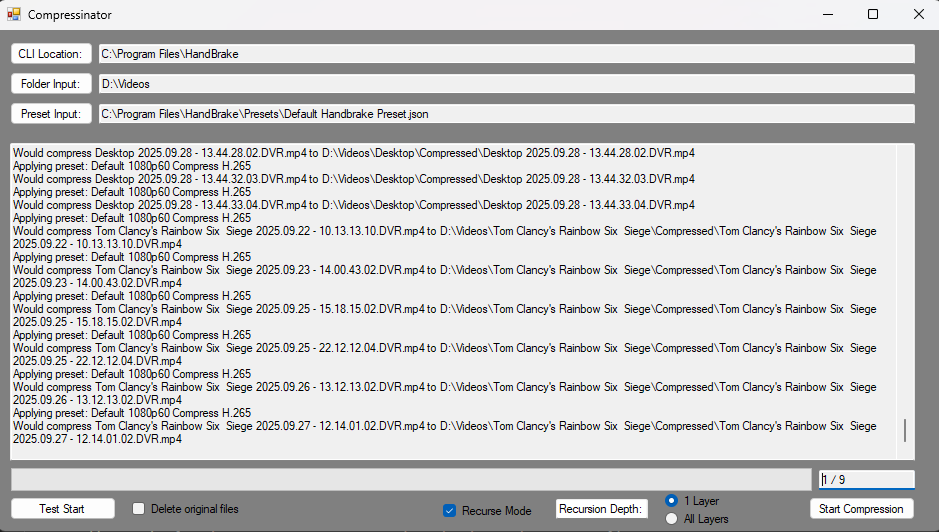 Compressinator
CLI Location: C:\Program Files\HandBrake
Folder Input: D:\Videos
Preset Input: C:\Program Files\HandBrake\Presets\Default Handbrake Preset.json
Would compress Desktop 2025.09.28 - 13.44.28.02.DVR.mp4 to D:\Videos\Desktop\Compressed\Desktop 2025.09.28 - 13.44.28.02.DVR.mp4
Applying preset: Default 1080p60 Compress H.265
Would compress Desktop 2025.09.28 - 13.44.32.03.DVR.mp4 to D:\Videos\Desktop\Compressed\Desktop 2025.09.28 - 13.44.32.03.DVR.mp4
Applying preset: Default 1080p60 Compress H.265
Would compress Desktop 2025.09.28 - 13.44.33.04.DVR.mp4 to D:\Videos\Desktop\Compressed\Desktop 2025.09.28 - 13.44.33.04.DVR.mp4
Applying preset: Default 1080p60 Compress H.265
Would compress Tom Clancy's Rainbow Six  Siege 2025.09.22 - 10.13.13.10.DVR.mp4 to D:\Videos\Tom Clancy's Rainbow Six  Siege\Compressed\Tom Clancy's Rainbow Six  Siege
2025.09.22 - 10.13.13.10.DVR.mp4
Applying preset: Default 1080p60 Compress H.265
Would compress Tom Clancy's Rainbow Six  Siege 2025.09.23 - 14.00.43.02.DVR.mp4 to D:\Videos\Tom Clancy's Rainbow Six  Siege\Compressed\Tom Clancy's Rainbow Six  Siege
2025.09.23 - 14.00.43.02.DVR.mp4
Applying preset: Default 1080p60 Compress H.265
Would compress Tom Clancy's Rainbow Six  Siege 2025.09.25 - 15.18.15.02.DVR.mp4 to D:\Videos\Tom Clancy's Rainbow Six  Siege\Compressed\Tom Clancy's Rainbow Six  Siege
2025.09.25 - 15.18.15.02.DVR.mp4
Applying preset: Default 1080p60 Compress H.265
Would compress Tom Clancy's Rainbow Six  Siege 2025.09.25 - 22.12.12.04.DVR.mp4 to D:\Videos\Tom Clancy's Rainbow Six  Siege\Compressed\Tom Clancy's Rainbow Six  Siege
2025.09.25 - 22.12.12.04.DVR.mp4
Applying preset: Default 1080p60 Compress H.265
Would compress Tom Clancy's Rainbow Six  Siege 2025.09.26 - 13.12.13.02.DVR.mp4 to D:\Videos\Tom Clancy's Rainbow Six  Siege\Compressed\Tom Clancy's Rainbow Six  Siege
2025.09.26 - 13.12.13.02.DVR.mp4
Applying preset: Default 1080p60 Compress H.265
Would compress Tom Clancy's Rainbow Six  Siege 2025.09.27 - 12.14.01.02.DVR.mp4 to D:\Videos\Tom Clancy's Rainbow Six  Siege\Compressed\Tom Clancy's Rainbow Six  Siege
2025.09.27 - 12.14.01.02.DVR.mp4
1 / 9
Test Start
Delete original files
Recurse Mode
Recursion Depth:
1 Layer
All Layers
Start Compression